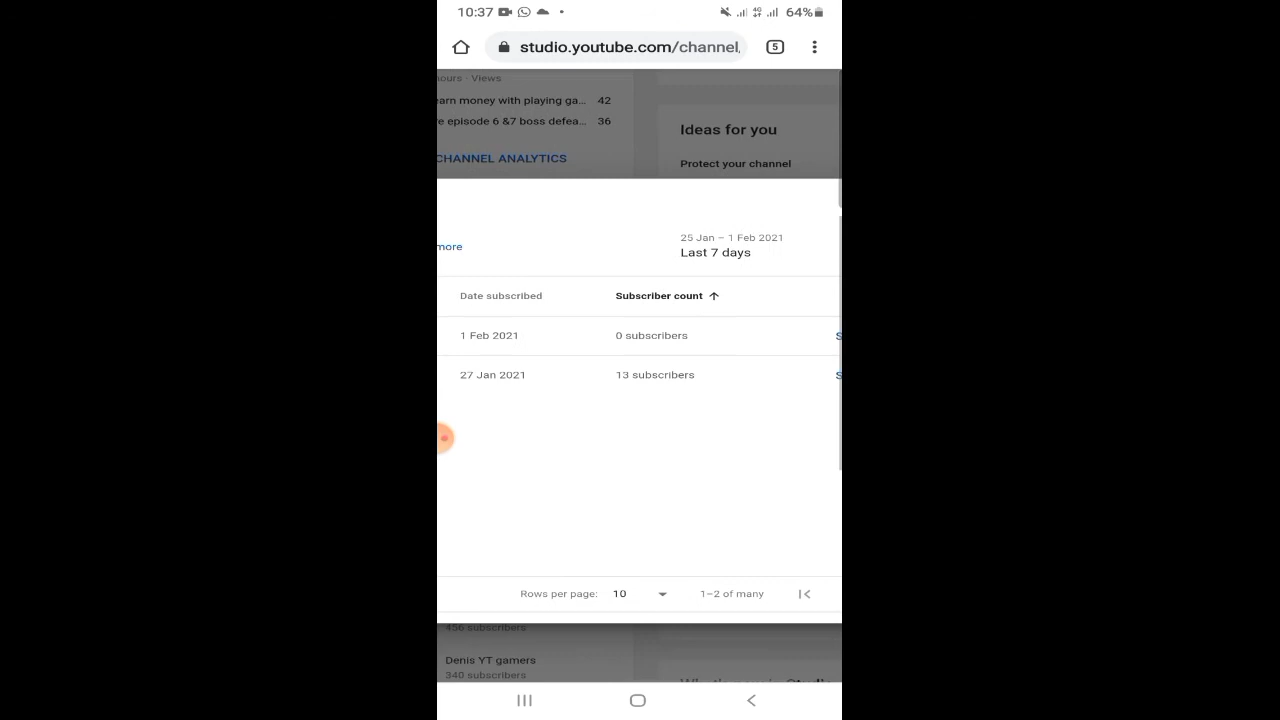 10:37
64%
studio.youtube.com/channel
5
Views
earn money with playing ga... 42
episode 6 &7 boss defea... 36
CHANNEL ANALYTICS
Ideas for you
Protect your channel
more
25 Jan – 1 Feb 2021
Last 7 days
Date subscribed Subscriber count
1 Feb 2021 0 subscribers
27 Jan 2021 13 subscribers
Rows per page: 10 1–2 of many
456 subscribers
Denis YT gamers
340 subscribers